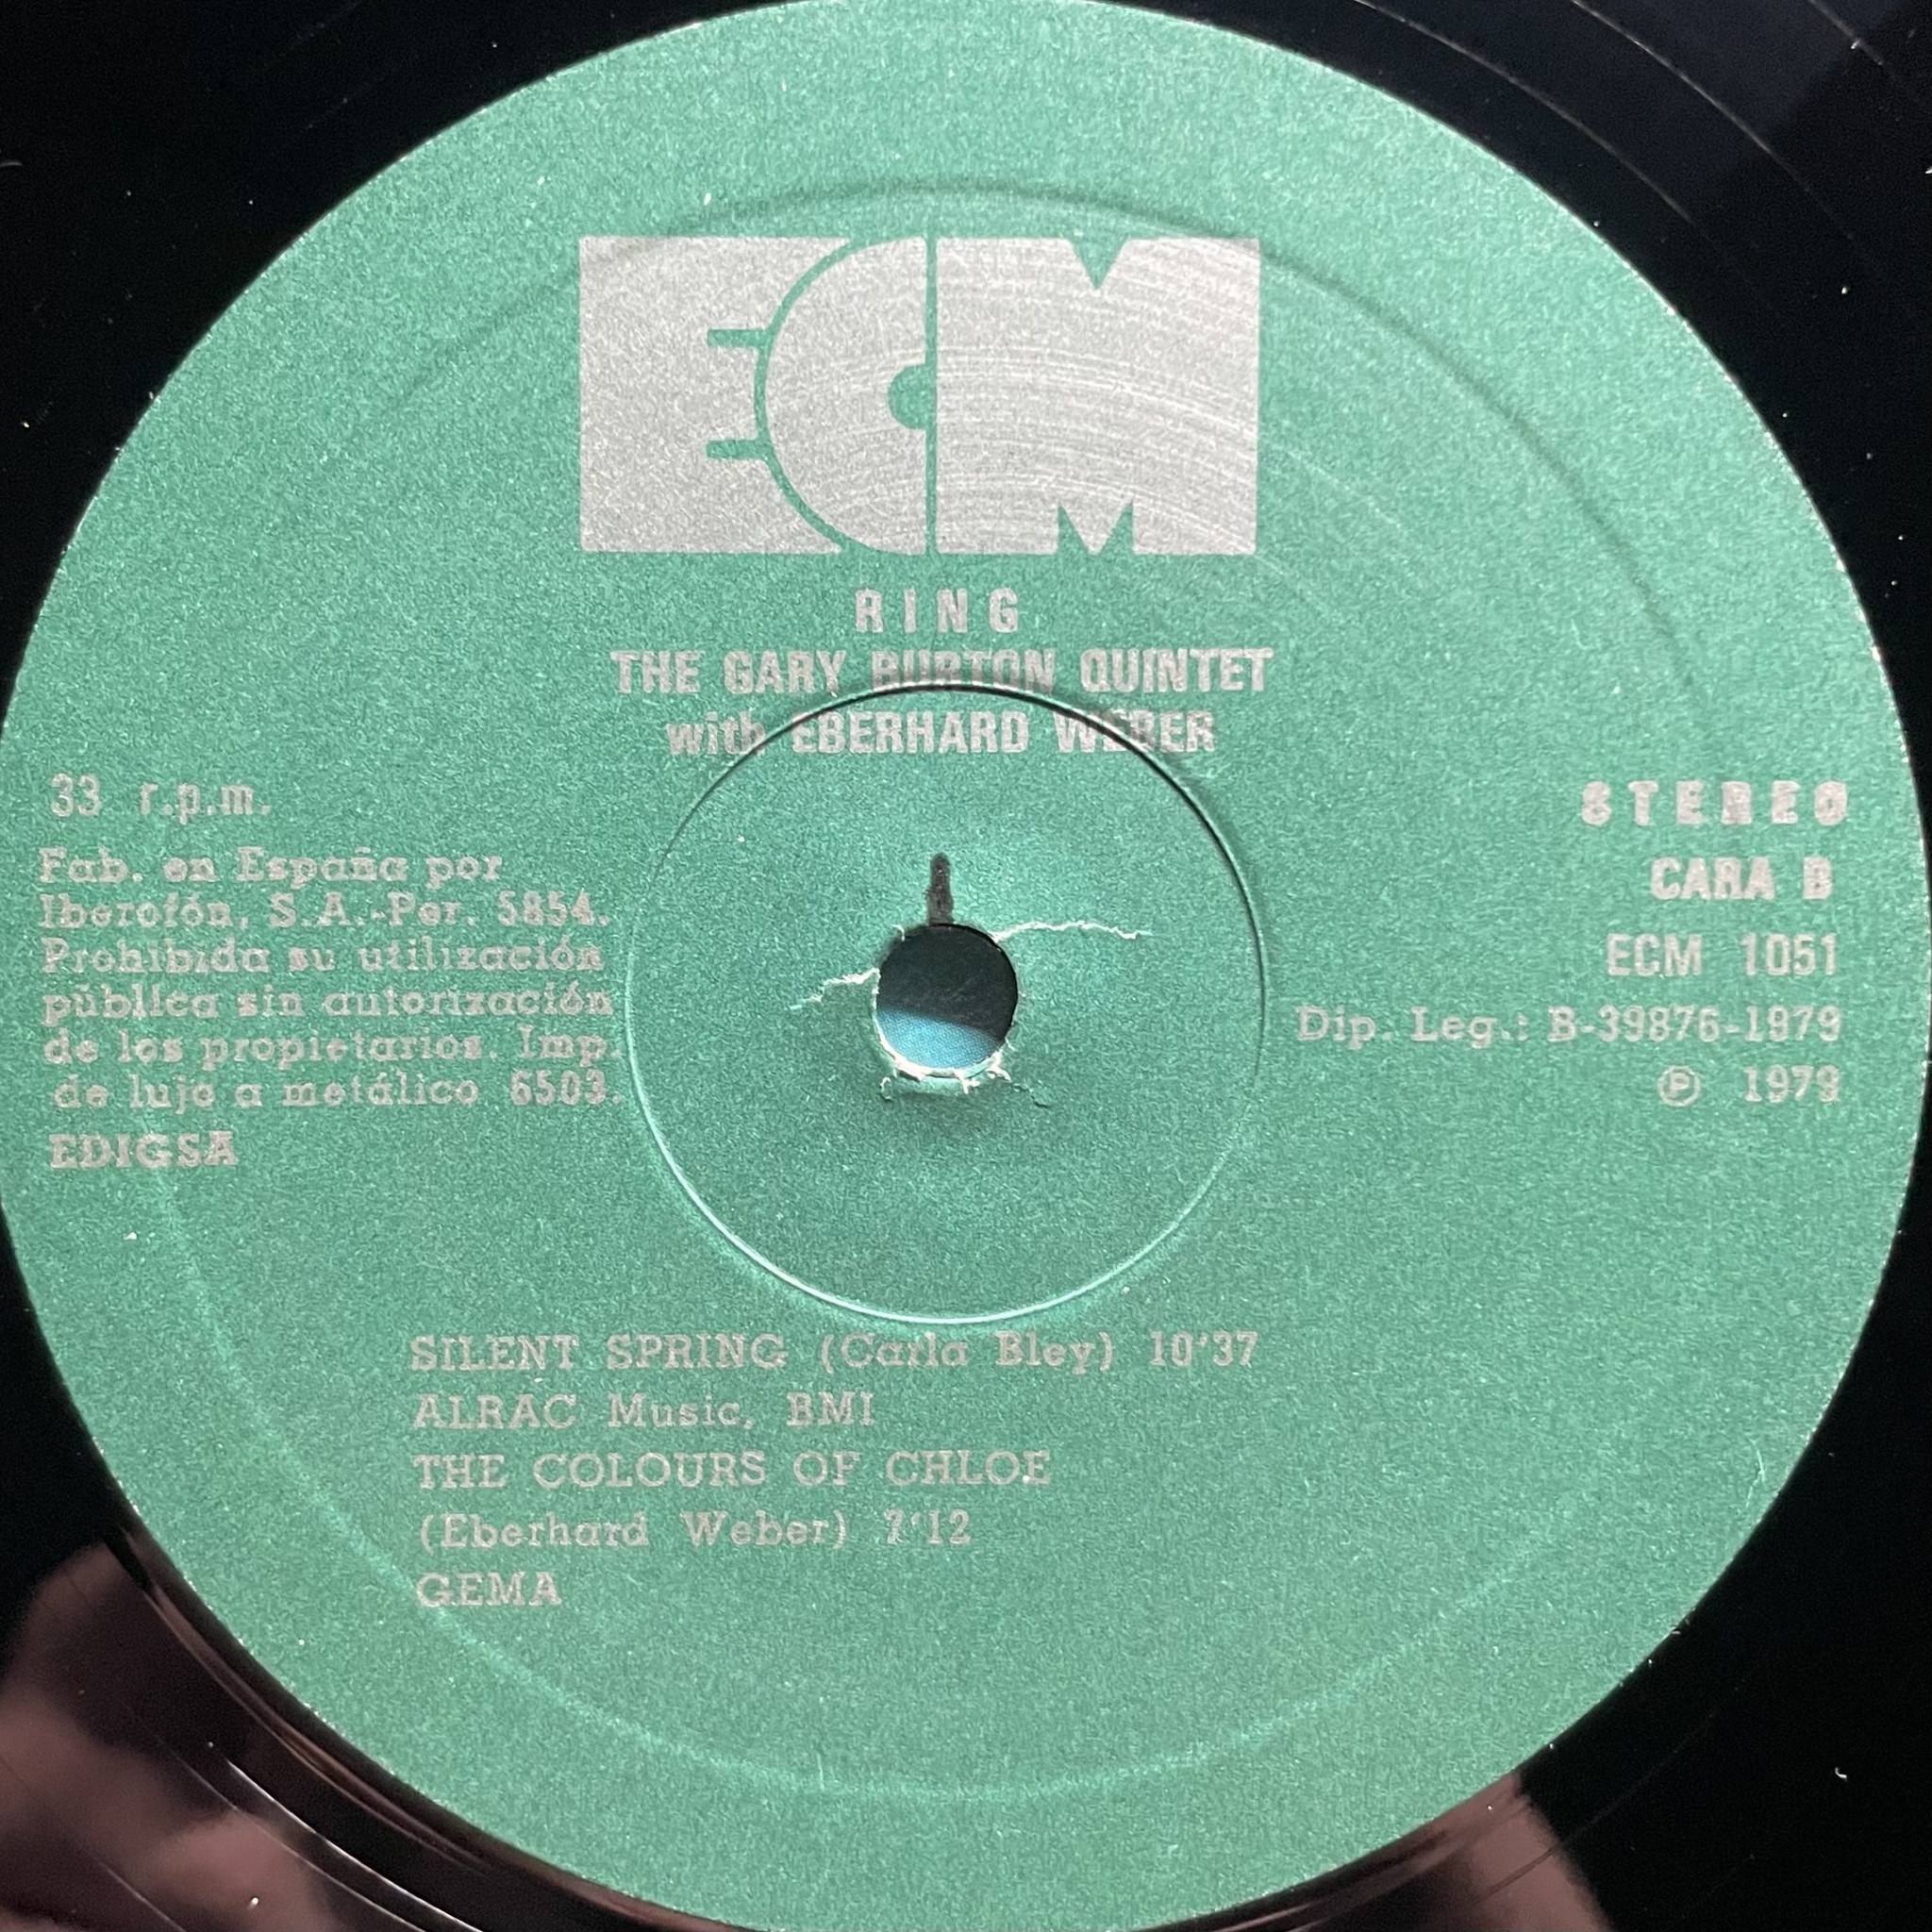 ECM
RING
THE GARY BURTON QUINTET
with EBERHARD WEBER
33 r.p.m.
Fab. en España por
Iberofón, S.A.-Per. 5854.
Prohibida su utilización
pública sin autorización
de los propietarios. Imp.
de lujo a metálico 6503.
EDIGSA
STEREO
CARA B
ECM 1051
Dip. Leg.: B-39876-1979
℗ 1979
SILENT SPRING (Carla Bley) 10'37
ALRAC Music, BMI
THE COLOURS OF CHLOE
(Eberhard Weber) 7'12
GEMA